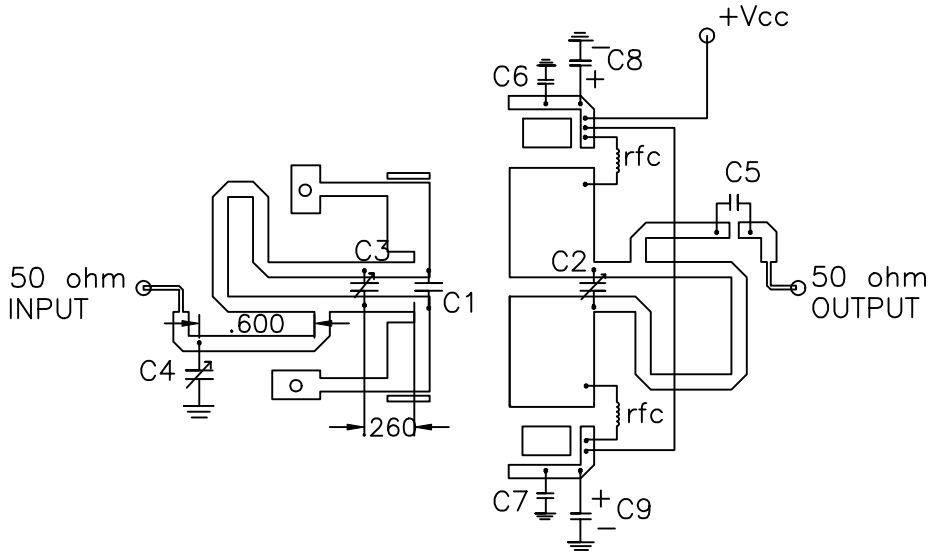 +Vcc
C8
C6
+
rfc
C5
C3
C2
50 ohm
INPUT
C1
50 ohm
OUTPUT
.600
C4
rfc
.260
C7
+
C9